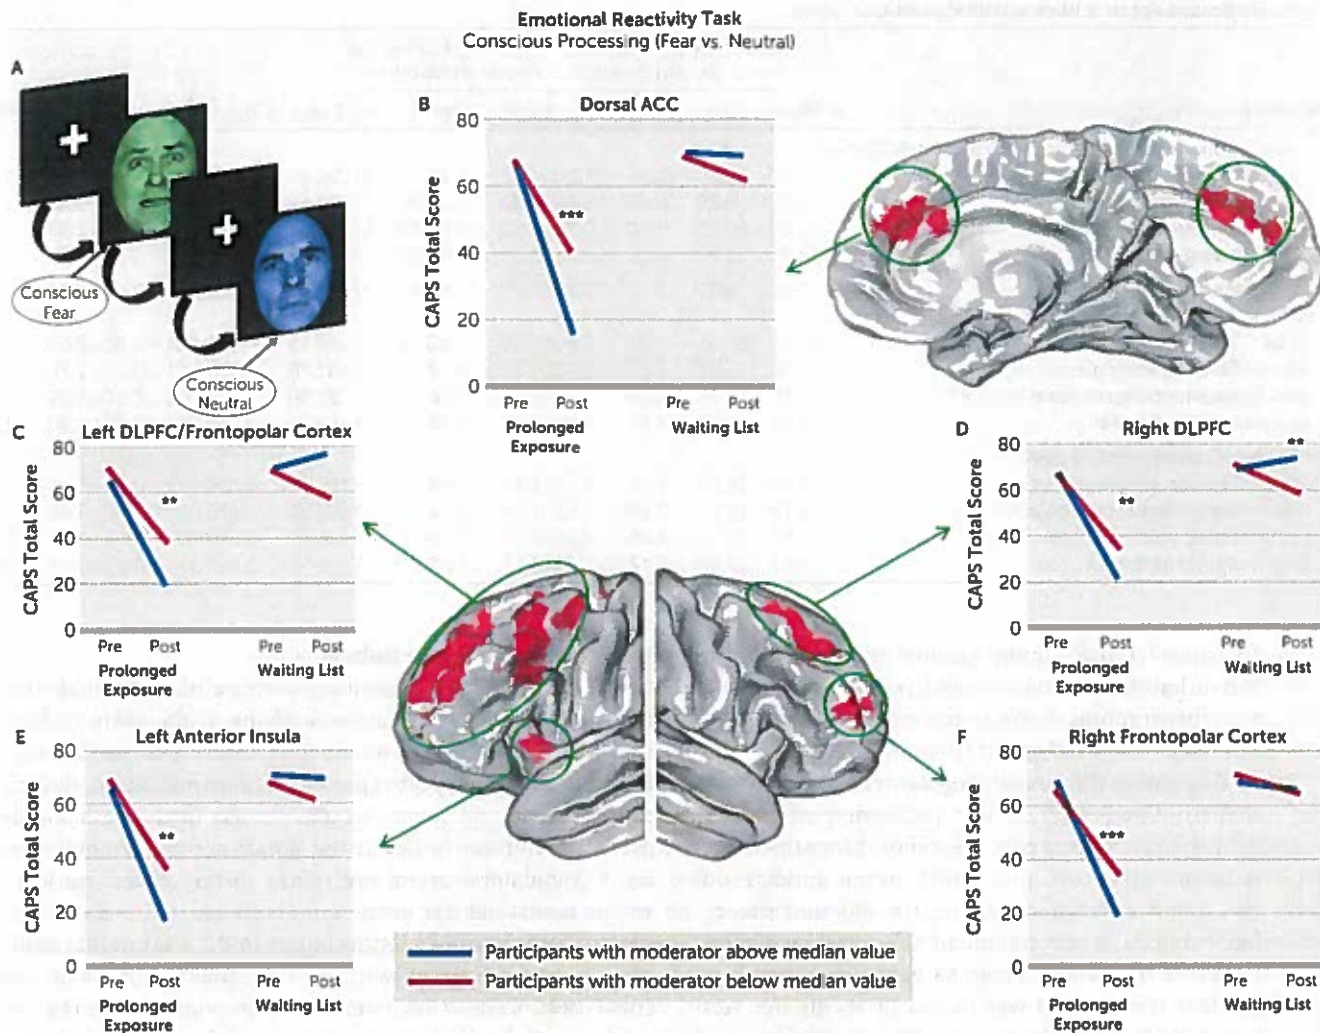 Emotional Reactivity Task
Conscious Processing (Fear vs. Neutral)
A
Conscious
Fear
Conscious
Neutral
B
Dorsal ACC
CAPS Total Score
80
60
40
20
0
***
Pre
Post
Pre
Post
Prolonged
Exposure
Waiting List
C
Left DLPFC/Frontopolar Cortex
CAPS Total Score
80
60
40
20
0
**
Pre
Post
Pre
Post
Prolonged
Exposure
Waiting List
D
Right DLPFC
CAPS Total Score
80
60
40
20
0
**
**
Pre
Post
Pre
Post
Prolonged
Exposure
Waiting List
E
Left Anterior Insula
CAPS Total Score
80
60
40
20
0
**
Pre
Post
Pre
Post
Prolonged
Exposure
Waiting List
F
Right Frontopolar Cortex
CAPS Total Score
80
60
40
20
0
***
Pre
Post
Pre
Post
Prolonged
Exposure
Waiting List
Participants with moderator above median value
Participants with moderator below median value